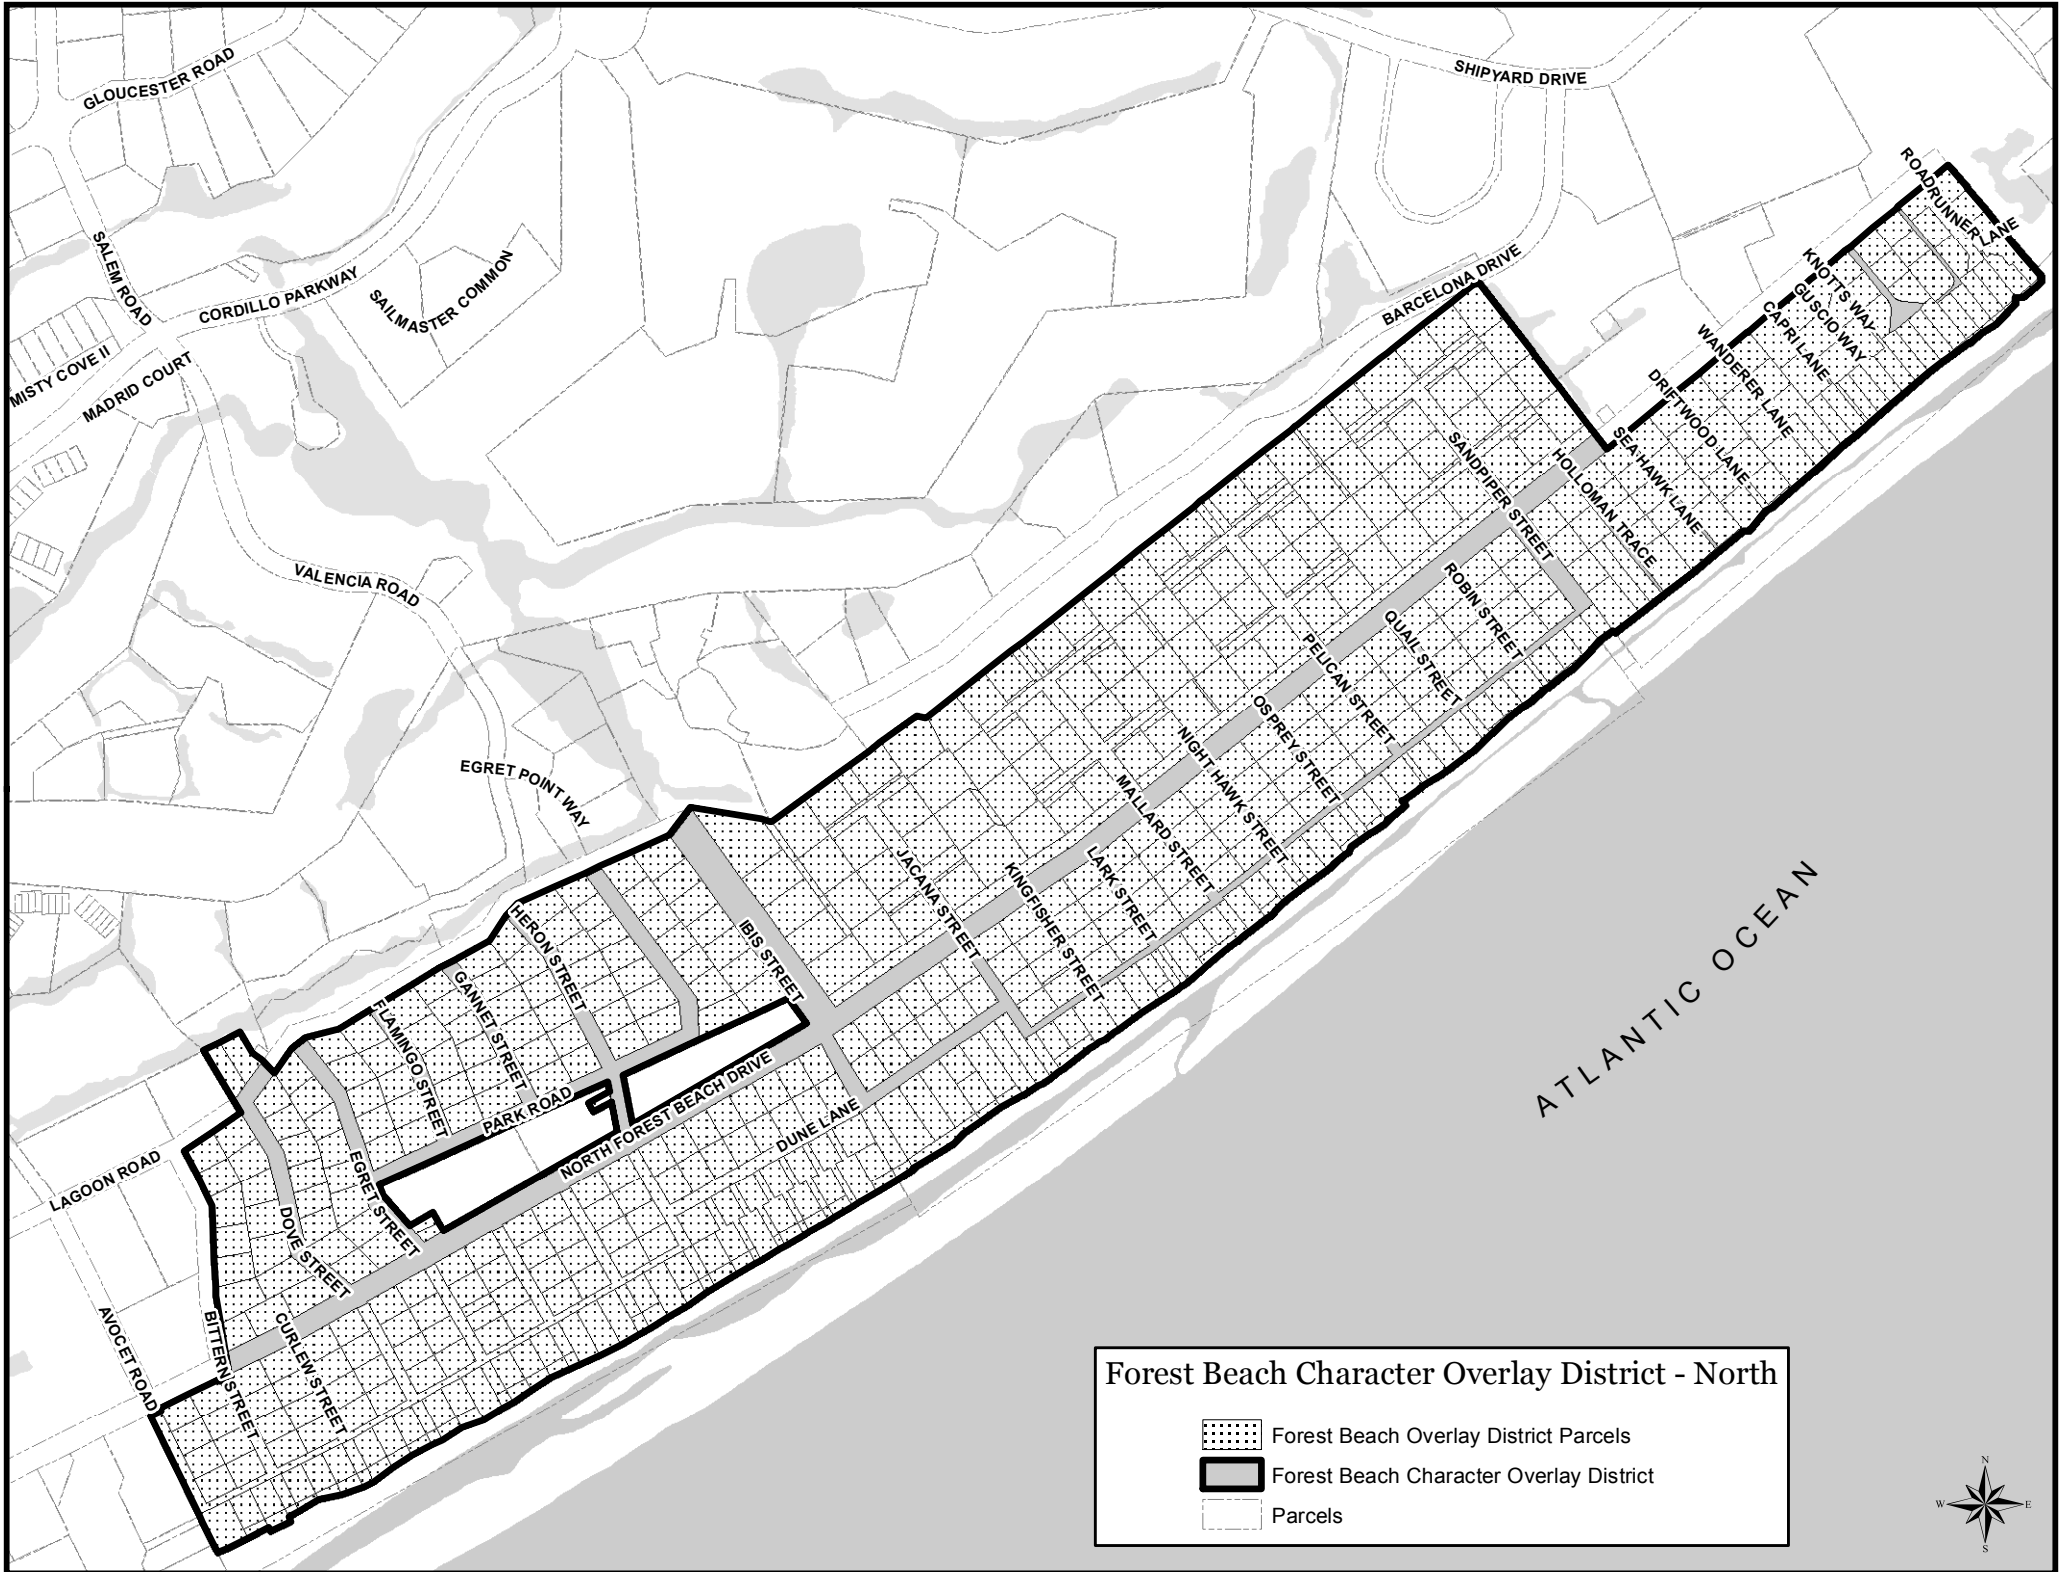 GLOUCESTER ROAD
SHIPYARD DRIVE
ROADRUNNER LANE
SALEM ROAD
CORDILLO PARKWAY
SAILMASTER COMMON
BARCELONA DRIVE
KNOTTS WAY
GUSCIO WAY
CAPRI LANE
WANDERER LANE
DRIFTWOOD LANE
MISTY COVE II
MADRID COURT
SEA HAWK LANE
HOLLOMAN TRACE
SANDPIPER STREET
VALENCIA ROAD
ROBIN STREET
QUAIL STREET
PELICAN STREET
OSPREY STREET
NIGHT HAWK STREET
EGRET POINT WAY
MALLARD STREET
LARK STREET
KINGFISHER STREET
JACANA STREET
IBIS STREET
HERON STREET
GANNET STREET
FLAMINGO STREET
PARK ROAD
NORTH FOREST BEACH DRIVE
DUNE LANE
ATLANTIC OCEAN
LAGOON ROAD
EGRET STREET
DOVE STREET
AVOCET ROAD
BITTERN STREET
CURLEW STREET
Forest Beach Character Overlay District - North
Forest Beach Overlay District Parcels
Forest Beach Character Overlay District
Parcels
N
W E
S